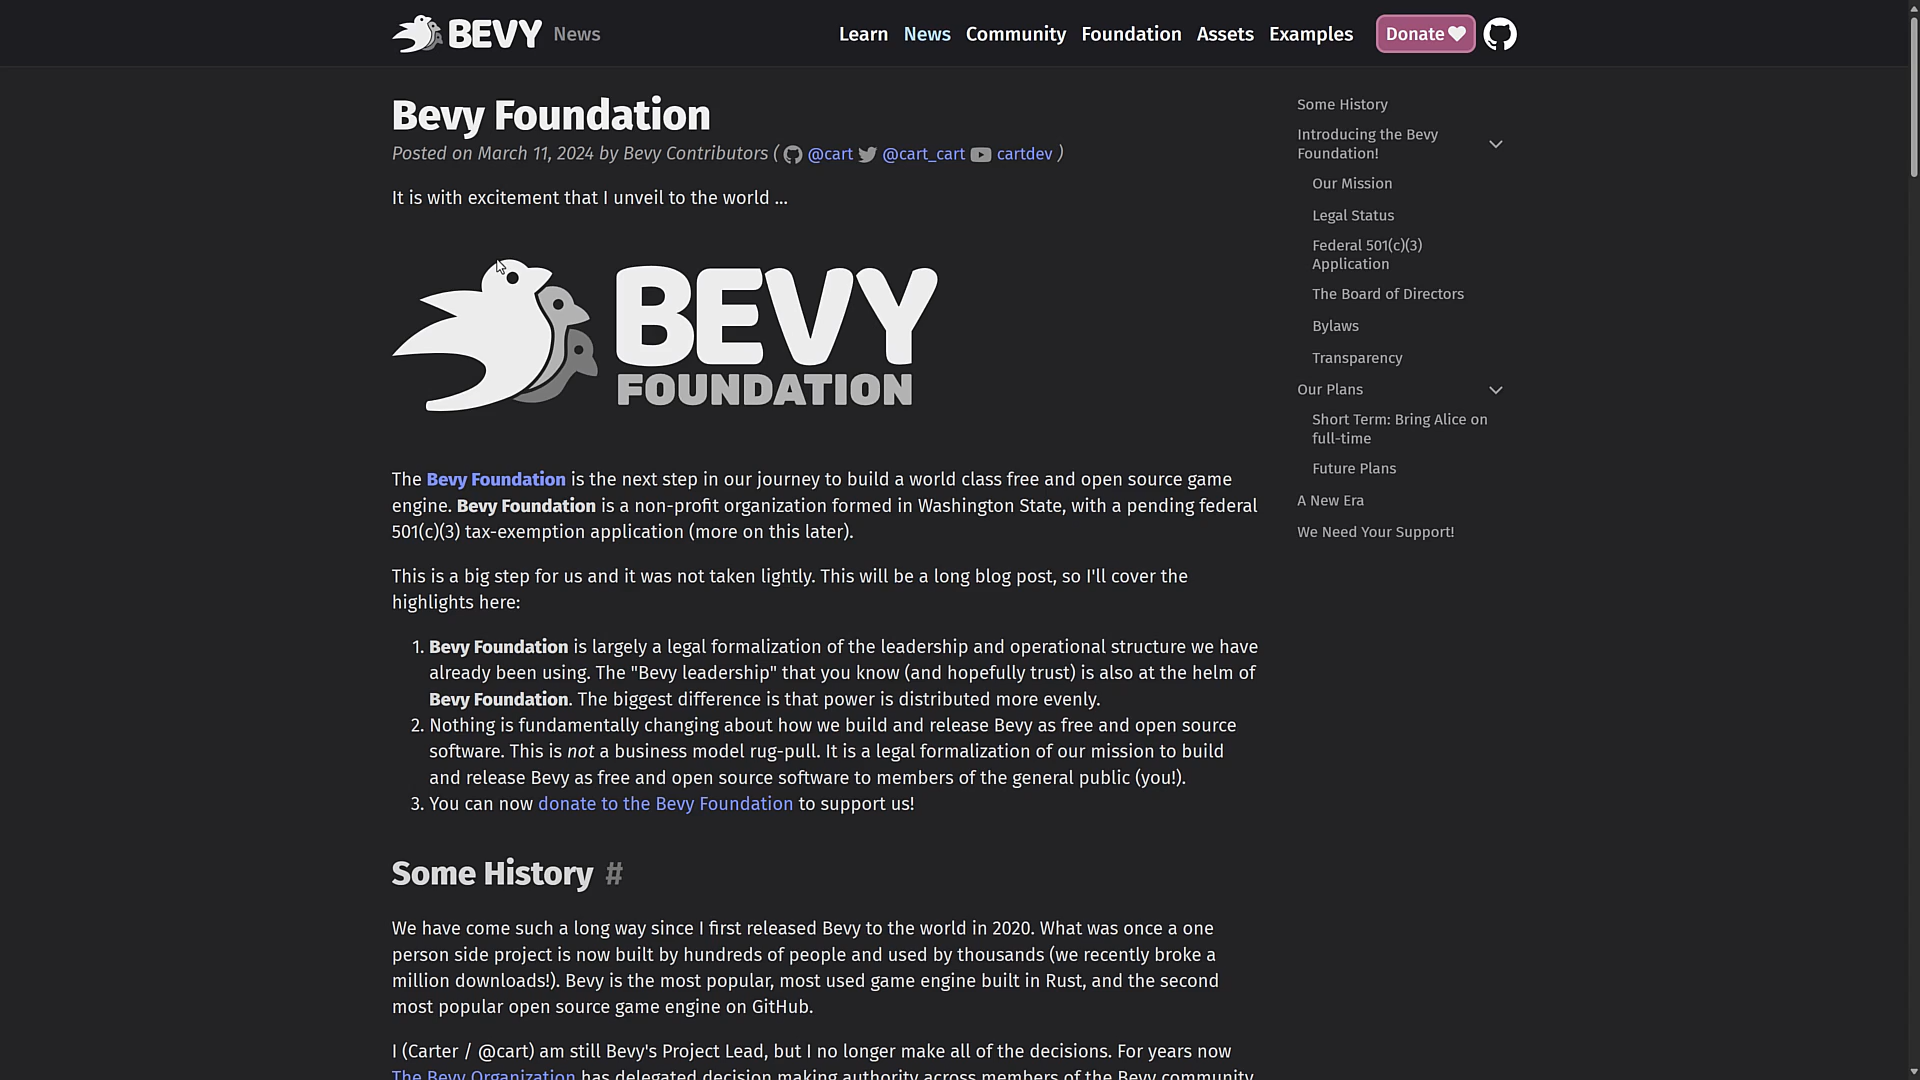 BEVY News
Learn News Community Foundation Assets Examples Donate
Bevy Foundation
Posted on March 11, 2024 by Bevy Contributors ( @cart @cart_cart cartdev )
It is with excitement that I unveil to the world ...
BEVY
FOUNDATION
The Bevy Foundation is the next step in our journey to build a world class free and open source game
engine. Bevy Foundation is a non-profit organization formed in Washington State, with a pending federal
501(c)(3) tax-exemption application (more on this later).
This is a big step for us and it was not taken lightly. This will be a long blog post, so I'll cover the
highlights here:
1. Bevy Foundation is largely a legal formalization of the leadership and operational structure we have
already been using. The "Bevy leadership" that you know (and hopefully trust) is also at the helm of
Bevy Foundation. The biggest difference is that power is distributed more evenly.
2. Nothing is fundamentally changing about how we build and release Bevy as free and open source
software. This is not a business model rug-pull. It is a legal formalization of our mission to build
and release Bevy as free and open source software to members of the general public (you!).
3. You can now donate to the Bevy Foundation to support us!
Some History #
We have come such a long way since I first released Bevy to the world in 2020. What was once a one
person side project is now built by hundreds of people and used by thousands (we recently broke a
million downloads!). Bevy is the most popular, most used game engine built in Rust, and the second
most popular open source game engine on GitHub.
I (Carter / @cart) am still Bevy's Project Lead, but I no longer make all of the decisions. For years now
The Bevy Organization has delegated decision making authority across members of the Bevy community
Some History
Introducing the Bevy
Foundation!
Our Mission
Legal Status
Federal 501(c)(3)
Application
The Board of Directors
Bylaws
Transparency
Our Plans
Short Term: Bring Alice on
full-time
Future Plans
A New Era
We Need Your Support!